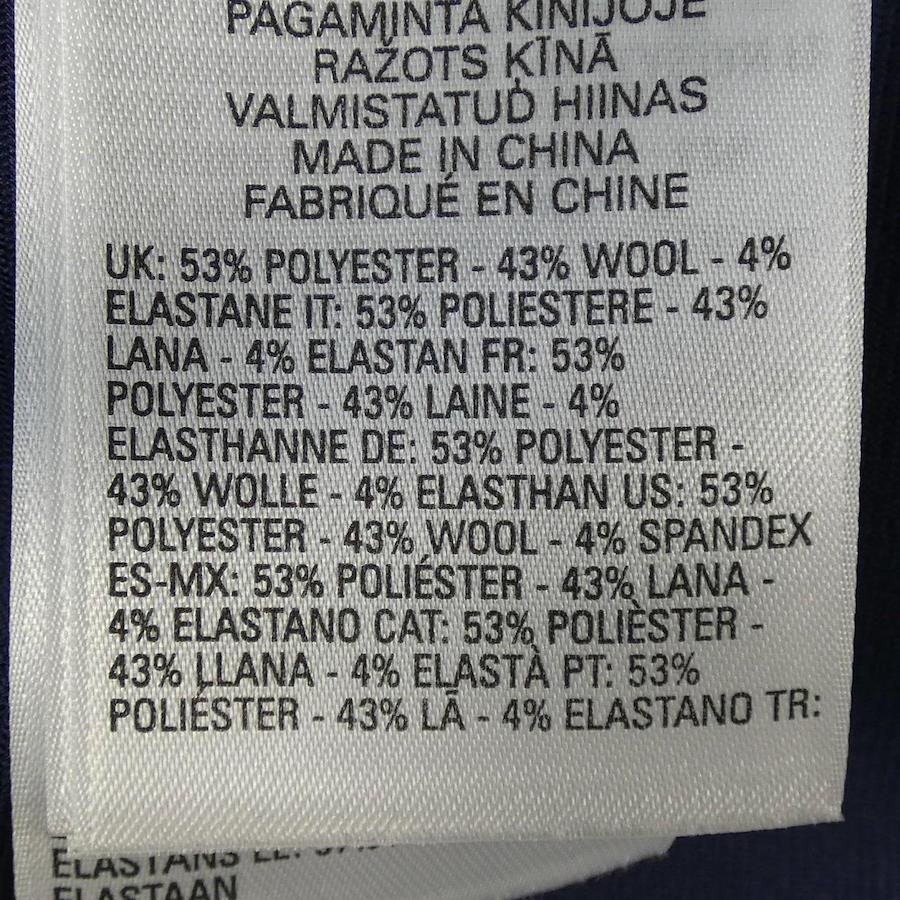 PAGAMINTA KINIJOJE
RAŽOTS ĶĪNĀ
VALMISTATUD HIINAS
MADE IN CHINA
FABRIQUÉ EN CHINE
UK: 53% POLYESTER - 43% WOOL - 4%
ELASTANE IT: 53% POLIESTERE - 43%
LANA - 4% ELASTAN FR: 53%
POLYESTER - 43% LAINE - 4%
ELASTHANNE DE: 53% POLYESTER -
43% WOLLE - 4% ELASTHAN US: 53%
POLYESTER - 43% WOOL - 4% SPANDEX
ES-MX: 53% POLIÉSTER - 43% LANA -
4% ELASTANO CAT: 53% POLIÈSTER -
43% LLANA - 4% ELASTÀ PT: 53%
POLIÉSTER - 43% LÃ - 4% ELASTANO TR:
ELASTĀNS
ELASTAAN